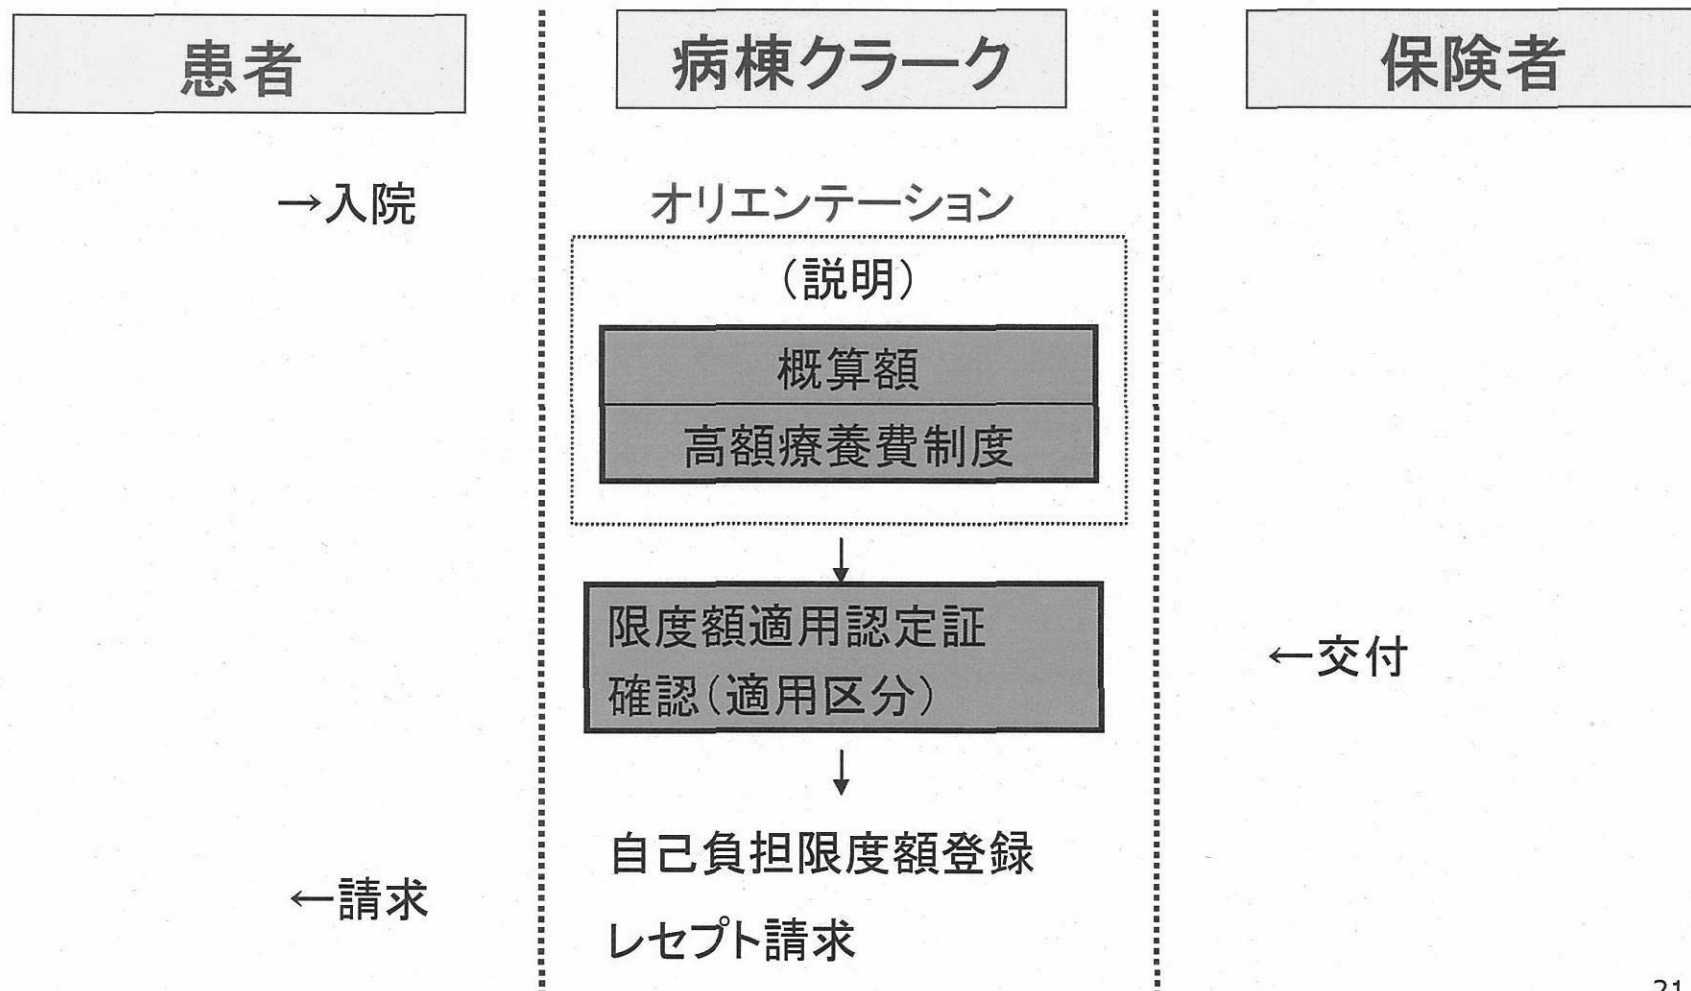 患者
病棟クラーク
保険者
→入院
オリエンテーション
（説明）
概算額
高額療養費制度
限度額適用認定証
確認（適用区分）
←交付
自己負担限度額登録
←請求
レセプト請求
21